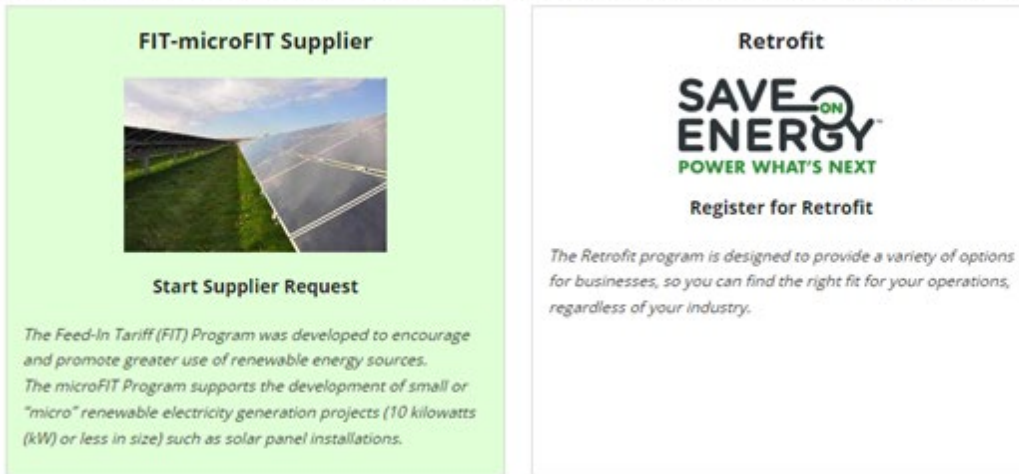 FIT-microFIT Supplier
Start Supplier Request
The Feed-In Tariff (FIT) Program was developed to encourage
and promote greater use of renewable energy sources.
The microFIT Program supports the development of small or
"micro" renewable electricity generation projects (10 kilowatts
(kW) or less in size) such as solar panel installations.
Retrofit
SAVE ON
ENERGY™
POWER WHAT'S NEXT
Register for Retrofit
The Retrofit program is designed to provide a variety of options
for businesses, so you can find the right fit for your operations,
regardless of your industry.